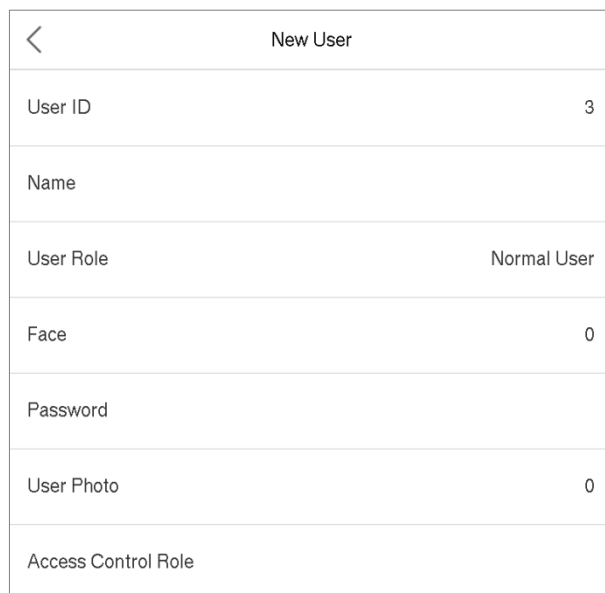 New User
User ID 3
Name
User Role Normal User
Face 0
Password
User Photo 0
Access Control Role